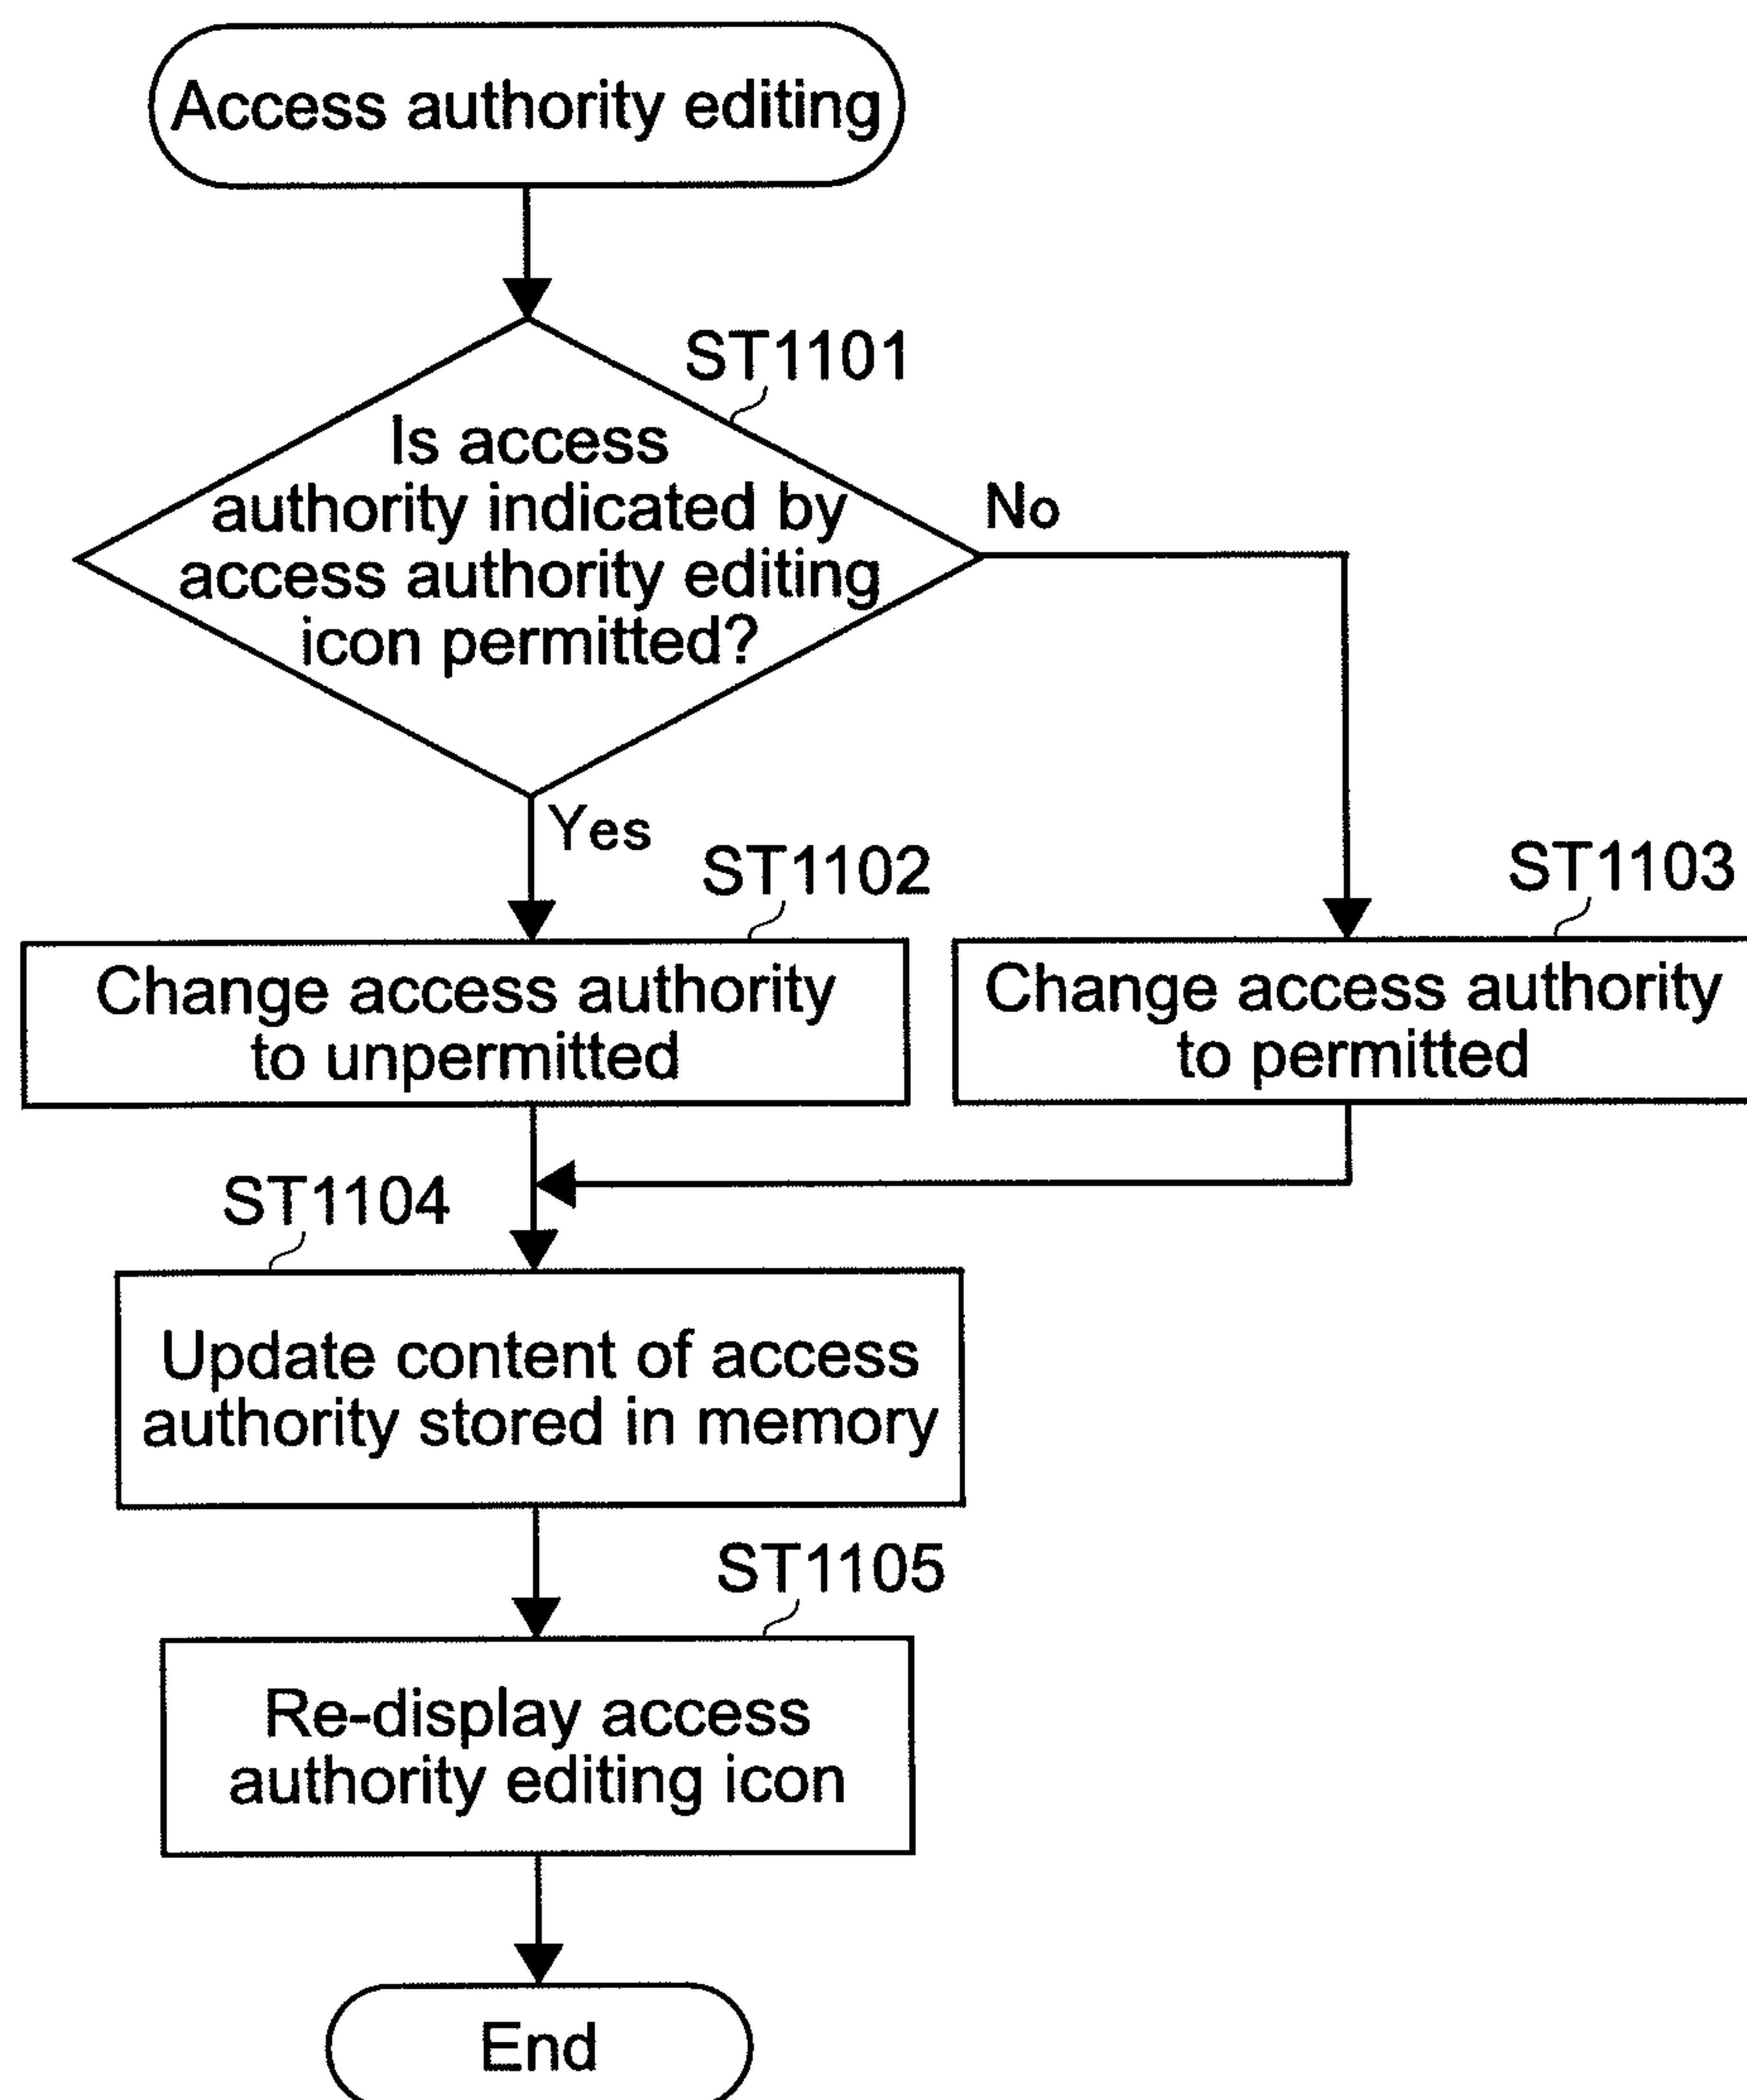 Access authority editing
ST1101
Is access
authority indicated by
access authority editing
icon permitted?
No
Yes
ST1102
Change access authority
to unpermitted
ST1103
Change access authority
to permitted
ST1104
Update content of access
authority stored in memory
ST1105
Re-display access
authority editing icon
End